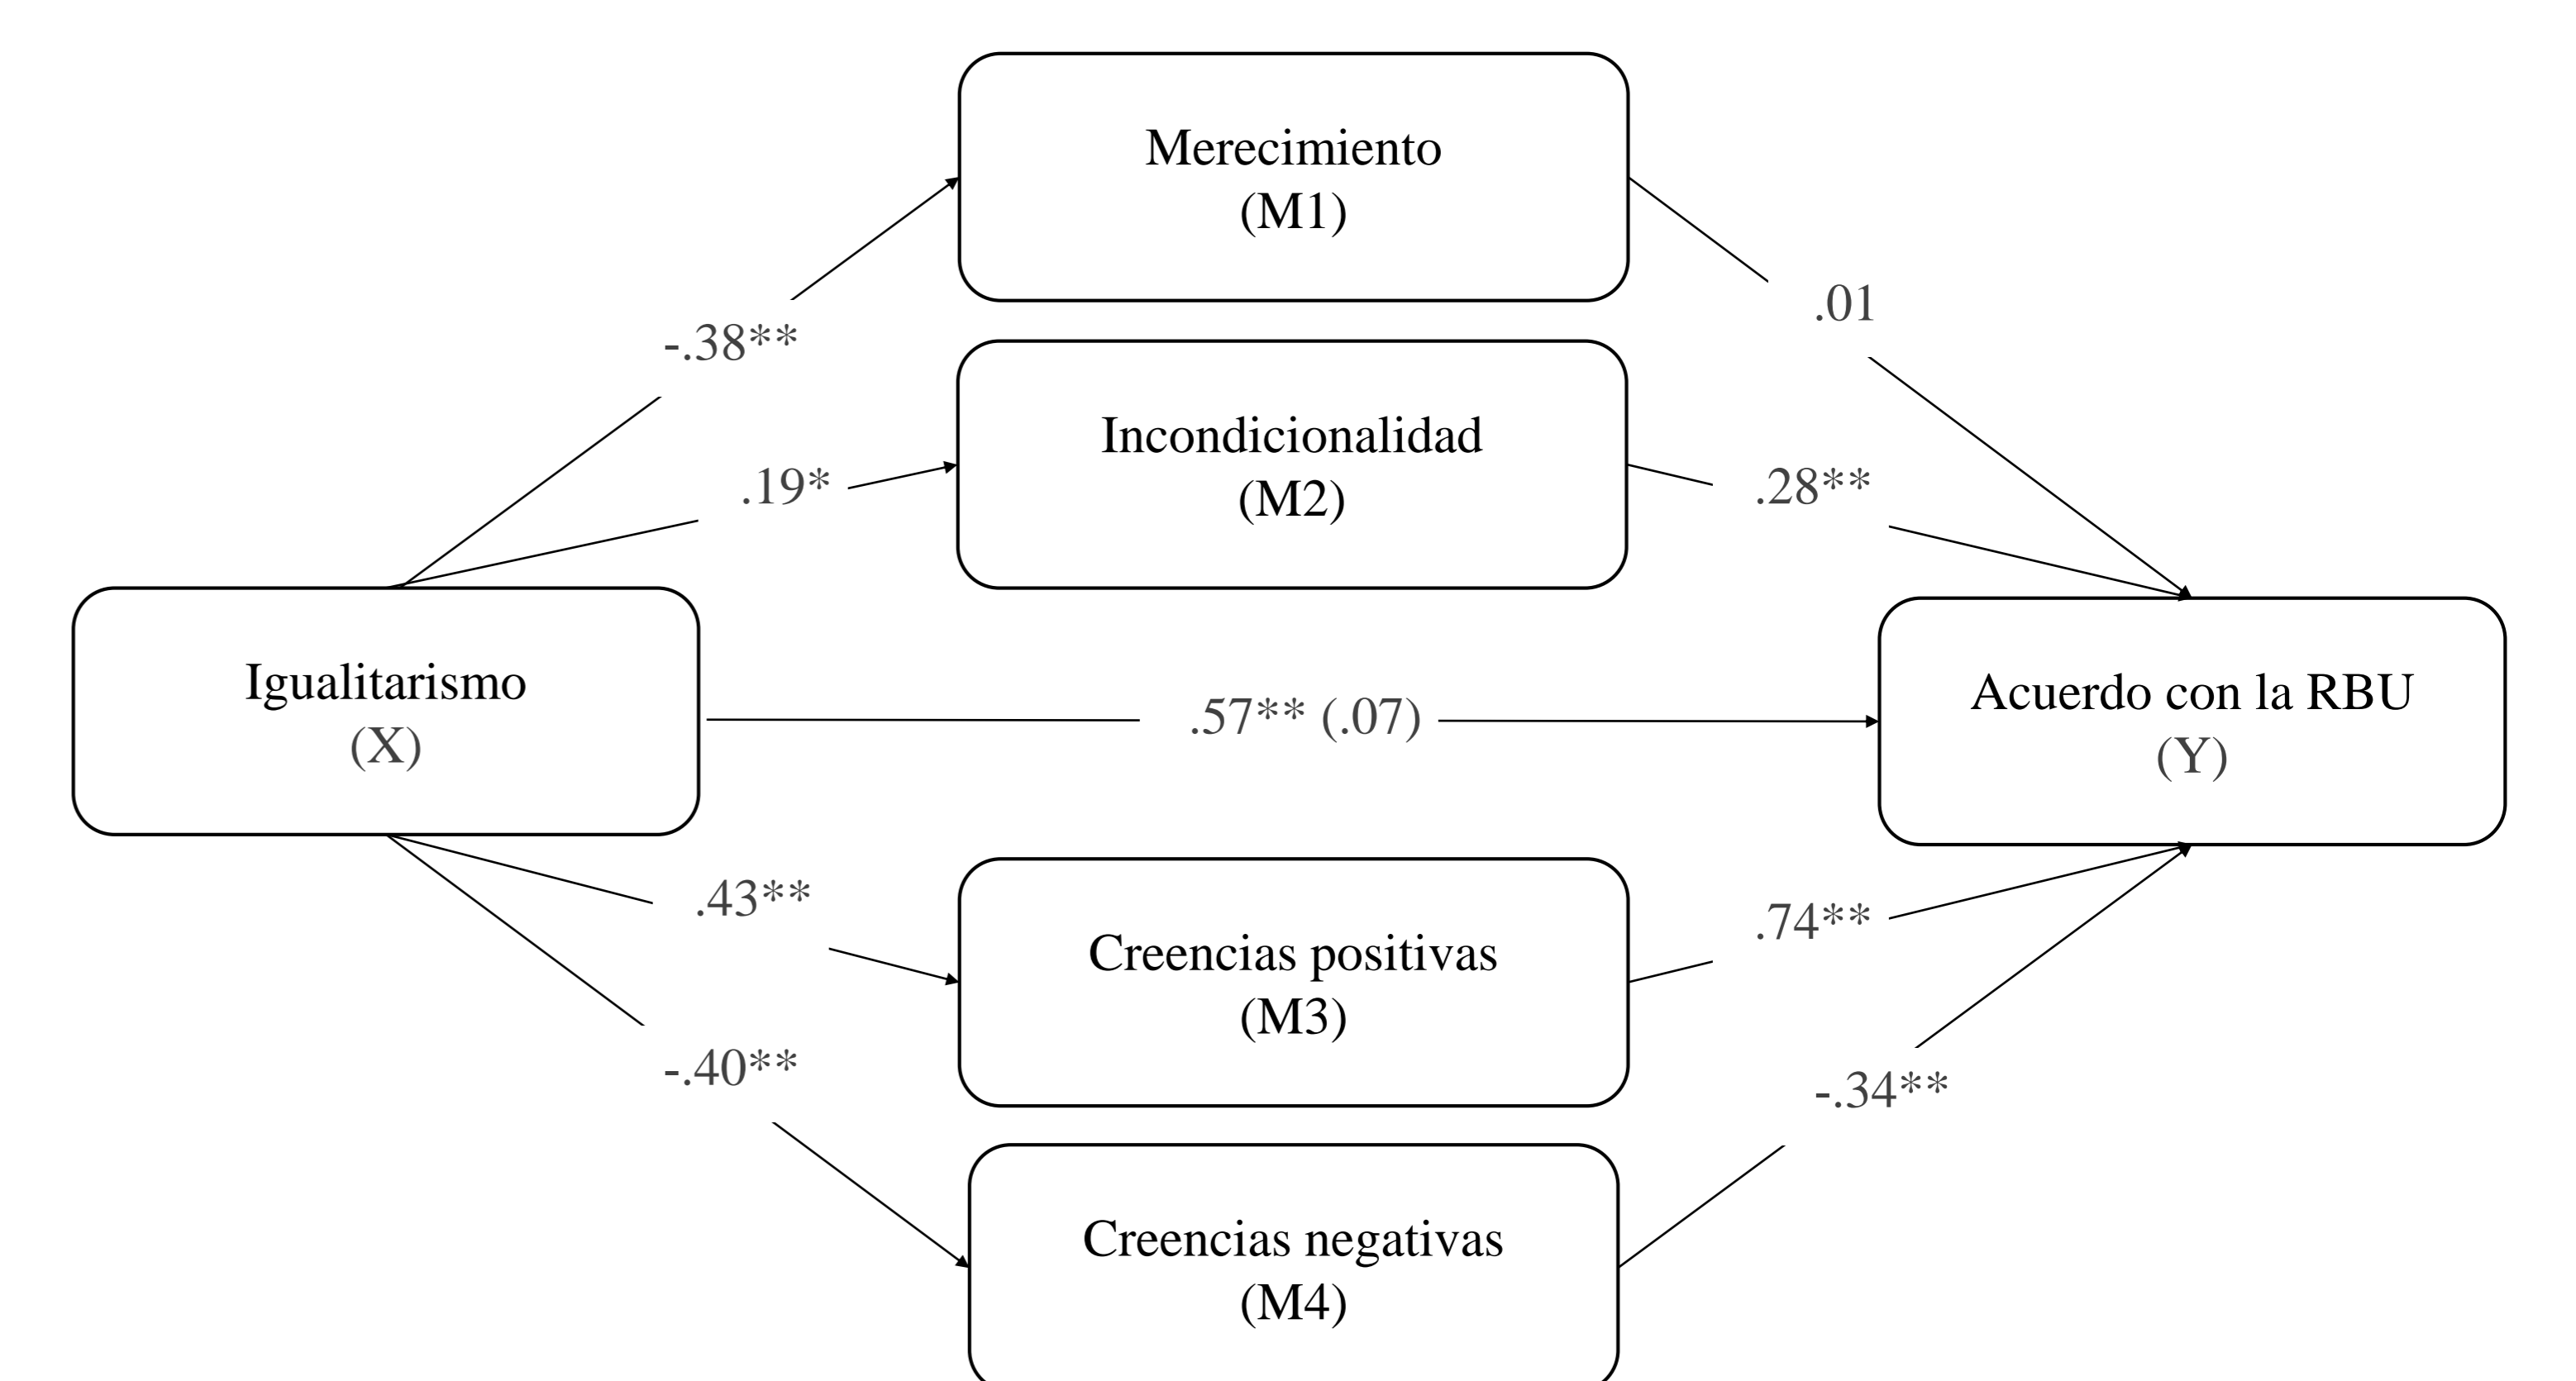 Merecimiento
(M1)
-.38**
.01
Incondicionalidad
(M2)
.19*
.28**
Igualitarismo
(X)
.57** (.07)
Acuerdo con la RBU
(Y)
.43**
.74**
Creencias positivas
(M3)
-.40**
-.34**
Creencias negativas
(M4)